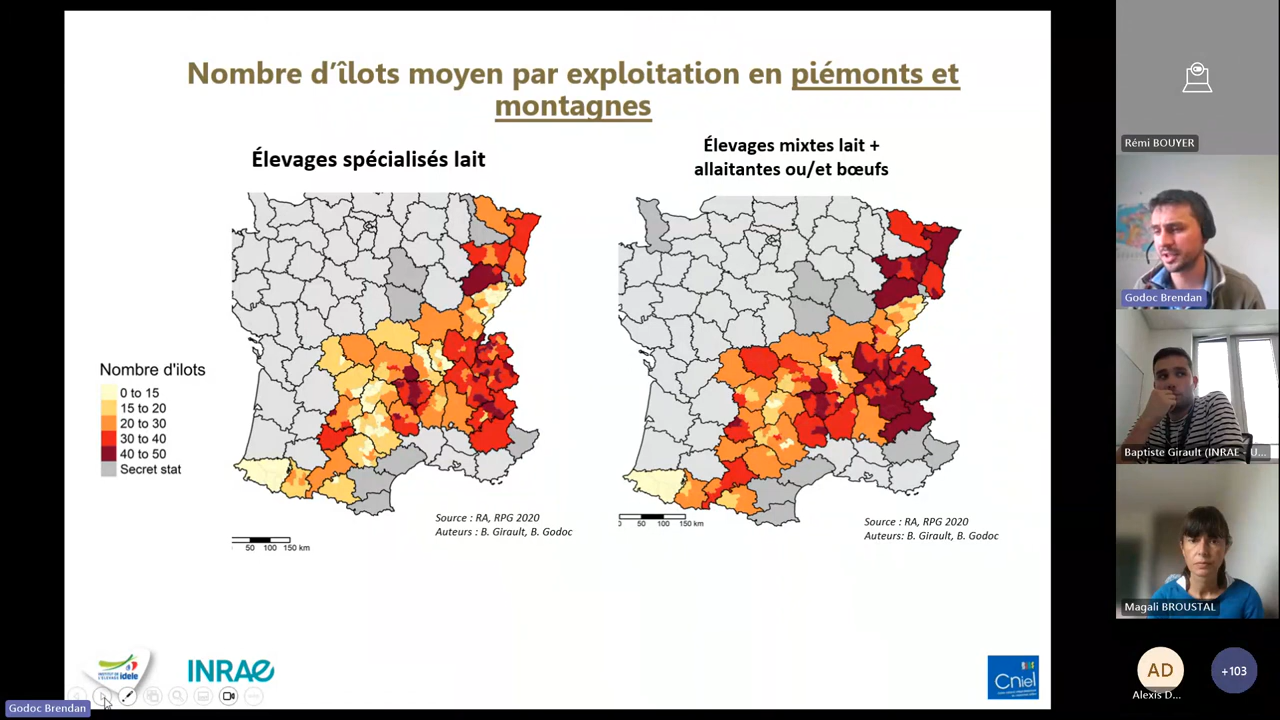 Nombre d’îlots moyen par exploitation en piémonts et
montagnes
Élevages spécialisés lait
Élevages mixtes lait +
allaitantes ou/et bœufs
Nombre d'ilots
0 to 15
15 to 20
20 to 30
30 to 40
40 to 50
Secret stat
Source : RA, RPG 2020
Auteurs : B. Girault, B. Godoc
50 100 150 km
Source : RA, RPG 2020
Auteurs: B. Girault, B. Godoc
0 50 100 150 km
INSTITUT DE
L'ÉLEVAGE idele
INRAE
Cniel
Godoc Brendan
Rémi BOUYER
Godoc Brendan
Baptiste Girault (INRAE - U...
Magali BROUSTAL
AD
Alexis D...
+103